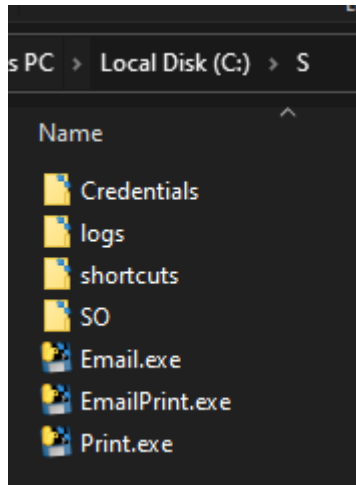 s PC > Local Disk (C:) > S
Name
Credentials
logs
shortcuts
SO
Email.exe
EmailPrint.exe
Print.exe